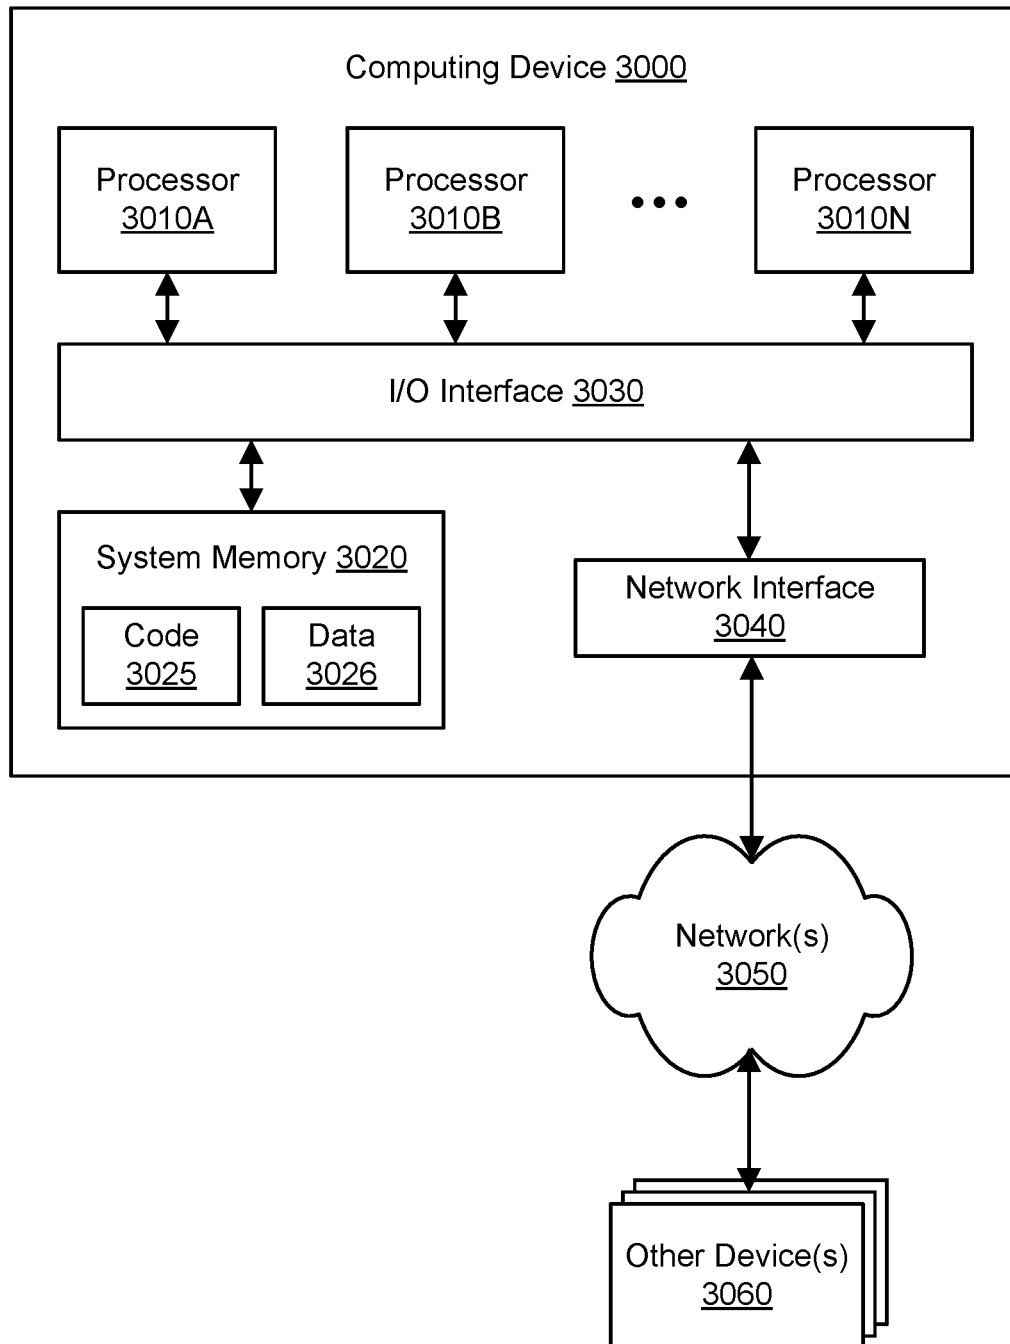 Computing Device 3000
Processor
3010A
Processor
3010B
•••
Processor
3010N
I/O Interface 3030
System Memory 3020
Code
3025
Data
3026
Network Interface
3040
Network(s)
3050
Other Device(s)
3060